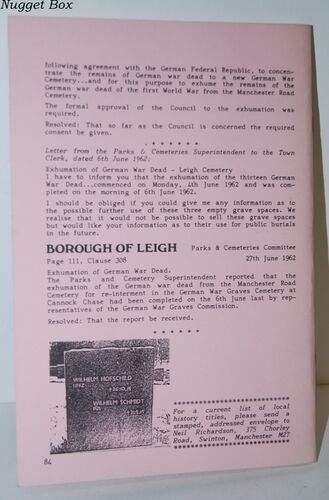 Nugget Box
following agreement with the German Federal Republic, to concen-
trate the remains of German war dead to a new German War
Cemetery...and for this purpose to exhume the remains of the
German war dead of the first World War from the Manchester Road
Cemetery.
The formal approval of the Council to the exhumation was
required.
Resolved: That so far as the Council is concerned the required
consent be given.
* * * * * *
Letter from the Parks & Cemeteries Superintendent to the Town
Clerk, dated 6th June 1962:
Exhumation of German War Dead - Leigh Cemetery
I have to inform you that the exhumation of the thirteen German
War Dead...commenced on Monday, 4th June 1962 and was com-
pleted on the morning of 6th June 1962.
I should be obliged if you could give me any information as to
the possible further use of these three empty grave spaces. We
realise that it would not be possible to sell these grave spaces
but would like your information as to their use for public burials
in the future.
BOROUGH OF LEIGH Parks & Cemeteries Committee
Page 111, Clause 308 27th June 1962
Exhumation of German War Dead.
The Parks and Cemetery Superintendent reported that the
exhumation of the German war dead from the Manchester Road
Cemetery for re-interment in the German War Graves Cemetery at
Cannock Chase had been completed on the 6th June last by rep-
resentatives of the German War Graves Commission.
Resolved: That the report be received.
* * * * * *
WILHELM HOFSCHILD
WILHELM SCHMIDT
For a current list of local
history titles, please send a
stamped, addressed envelope to
Neil Richardson, 375 Chorley
Road, Swinton, Manchester M27
84